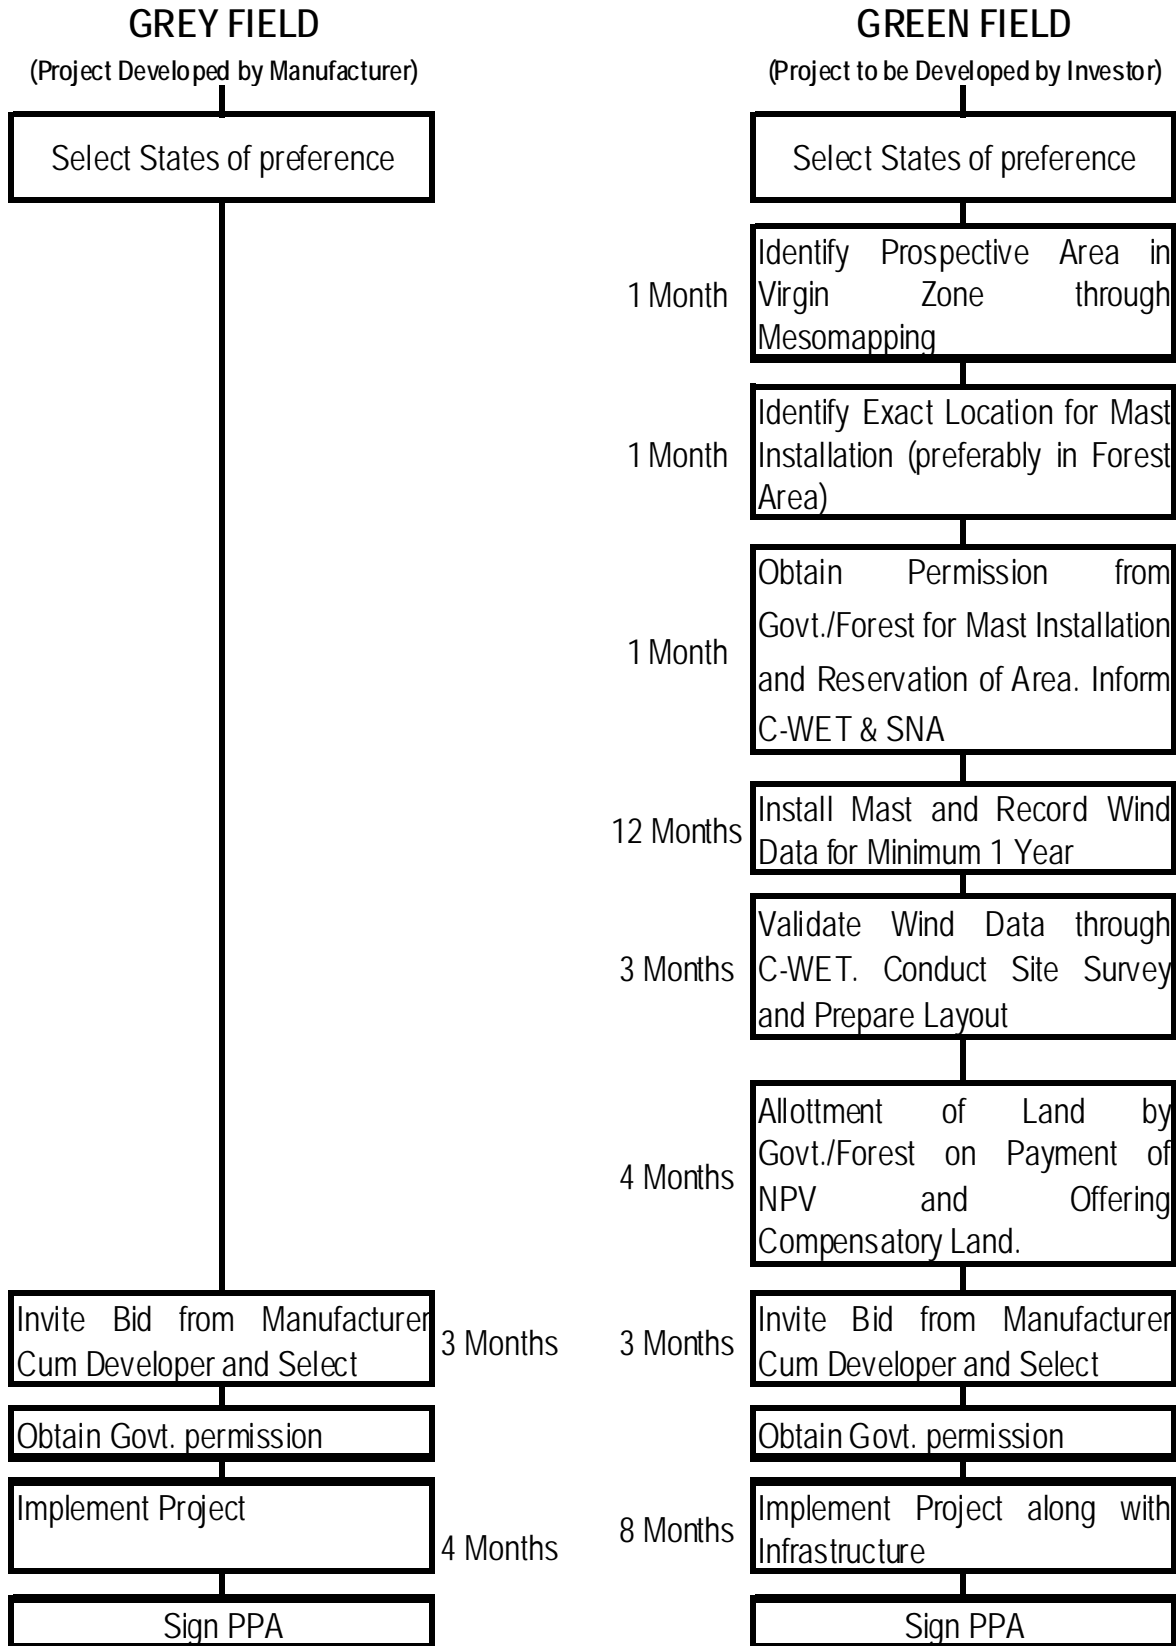 GREY FIELD
(Project Developed by Manufacturer)
Select States of preference
Invite Bid from Manufacturer
Cum Developer and Select
3 Months
Obtain Govt. permission
Implement Project
4 Months
Sign PPA
GREEN FIELD
(Project to be Developed by Investor)
Select States of preference
1 Month
Identify Prospective Area in
Virgin Zone through
Mesomapping
1 Month
Identify Exact Location for Mast
Installation (preferably in Forest
Area)
1 Month
Obtain Permission from
Govt./Forest for Mast Installation
and Reservation of Area. Inform
C-WET & SNA
12 Months
Install Mast and Record Wind
Data for Minimum 1 Year
3 Months
Validate Wind Data through
C-WET. Conduct Site Survey
and Prepare Layout
4 Months
Allottment of Land by
Govt./Forest on Payment of
NPV and Offering
Compensatory Land.
3 Months
Invite Bid from Manufacturer
Cum Developer and Select
Obtain Govt. permission
8 Months
Implement Project along with
Infrastructure
Sign PPA